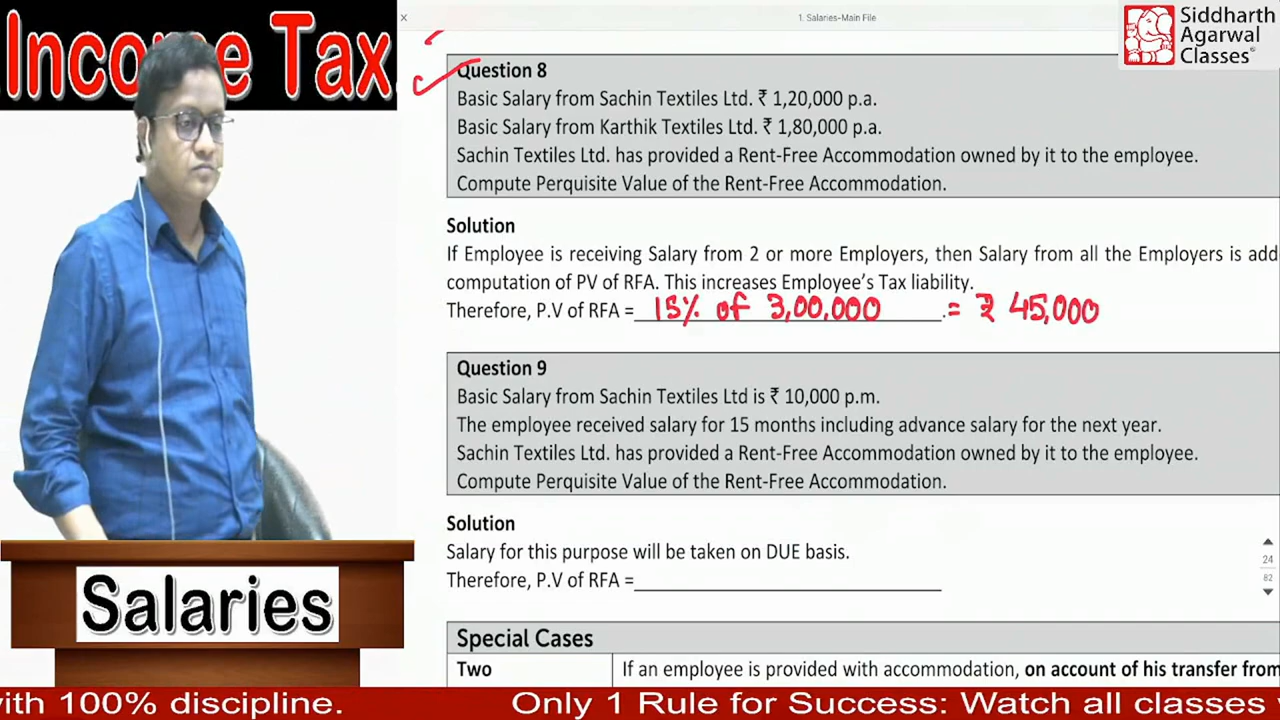 Income Tax
1. Salaries-Main File
Siddharth
Agarwal
Classes
Question 8
Basic Salary from Sachin Textiles Ltd. ₹ 1,20,000 p.a.
Basic Salary from Karthik Textiles Ltd. ₹ 1,80,000 p.a.
Sachin Textiles Ltd. has provided a Rent-Free Accommodation owned by it to the employee.
Compute Perquisite Value of the Rent-Free Accommodation.
Solution
If Employee is receiving Salary from 2 or more Employers, then Salary from all the Employers is add
computation of PV of RFA. This increases Employee's Tax liability.
Therefore, P.V of RFA = 15% of 3,00,000 .= ₹ 45,000
Question 9
Basic Salary from Sachin Textiles Ltd is ₹ 10,000 p.m.
The employee received salary for 15 months including advance salary for the next year.
Sachin Textiles Ltd. has provided a Rent-Free Accommodation owned by it to the employee.
Compute Perquisite Value of the Rent-Free Accommodation.
Solution
Salary for this purpose will be taken on DUE basis.
Therefore, P.V of RFA =
24
82
Special Cases
Two
If an employee is provided with accommodation, on account of his transfer from
Salaries
with 100% discipline.
Only 1 Rule for Success: Watch all classes